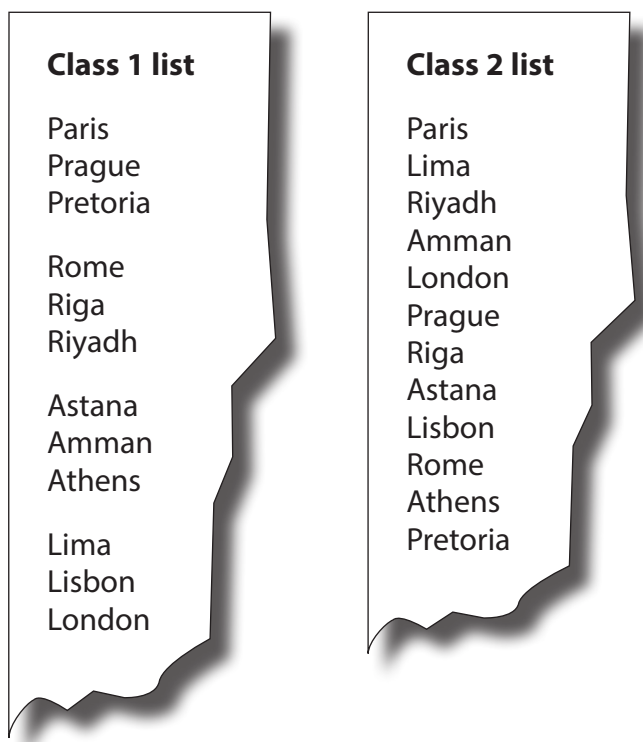 Class 1 list
Paris
Prague
Pretoria
Rome
Riga
Riyadh
Astana
Amman
Athens
Lima
Lisbon
London
Class 2 list
Paris
Lima
Riyadh
Amman
London
Prague
Riga
Astana
Lisbon
Rome
Athens
Pretoria